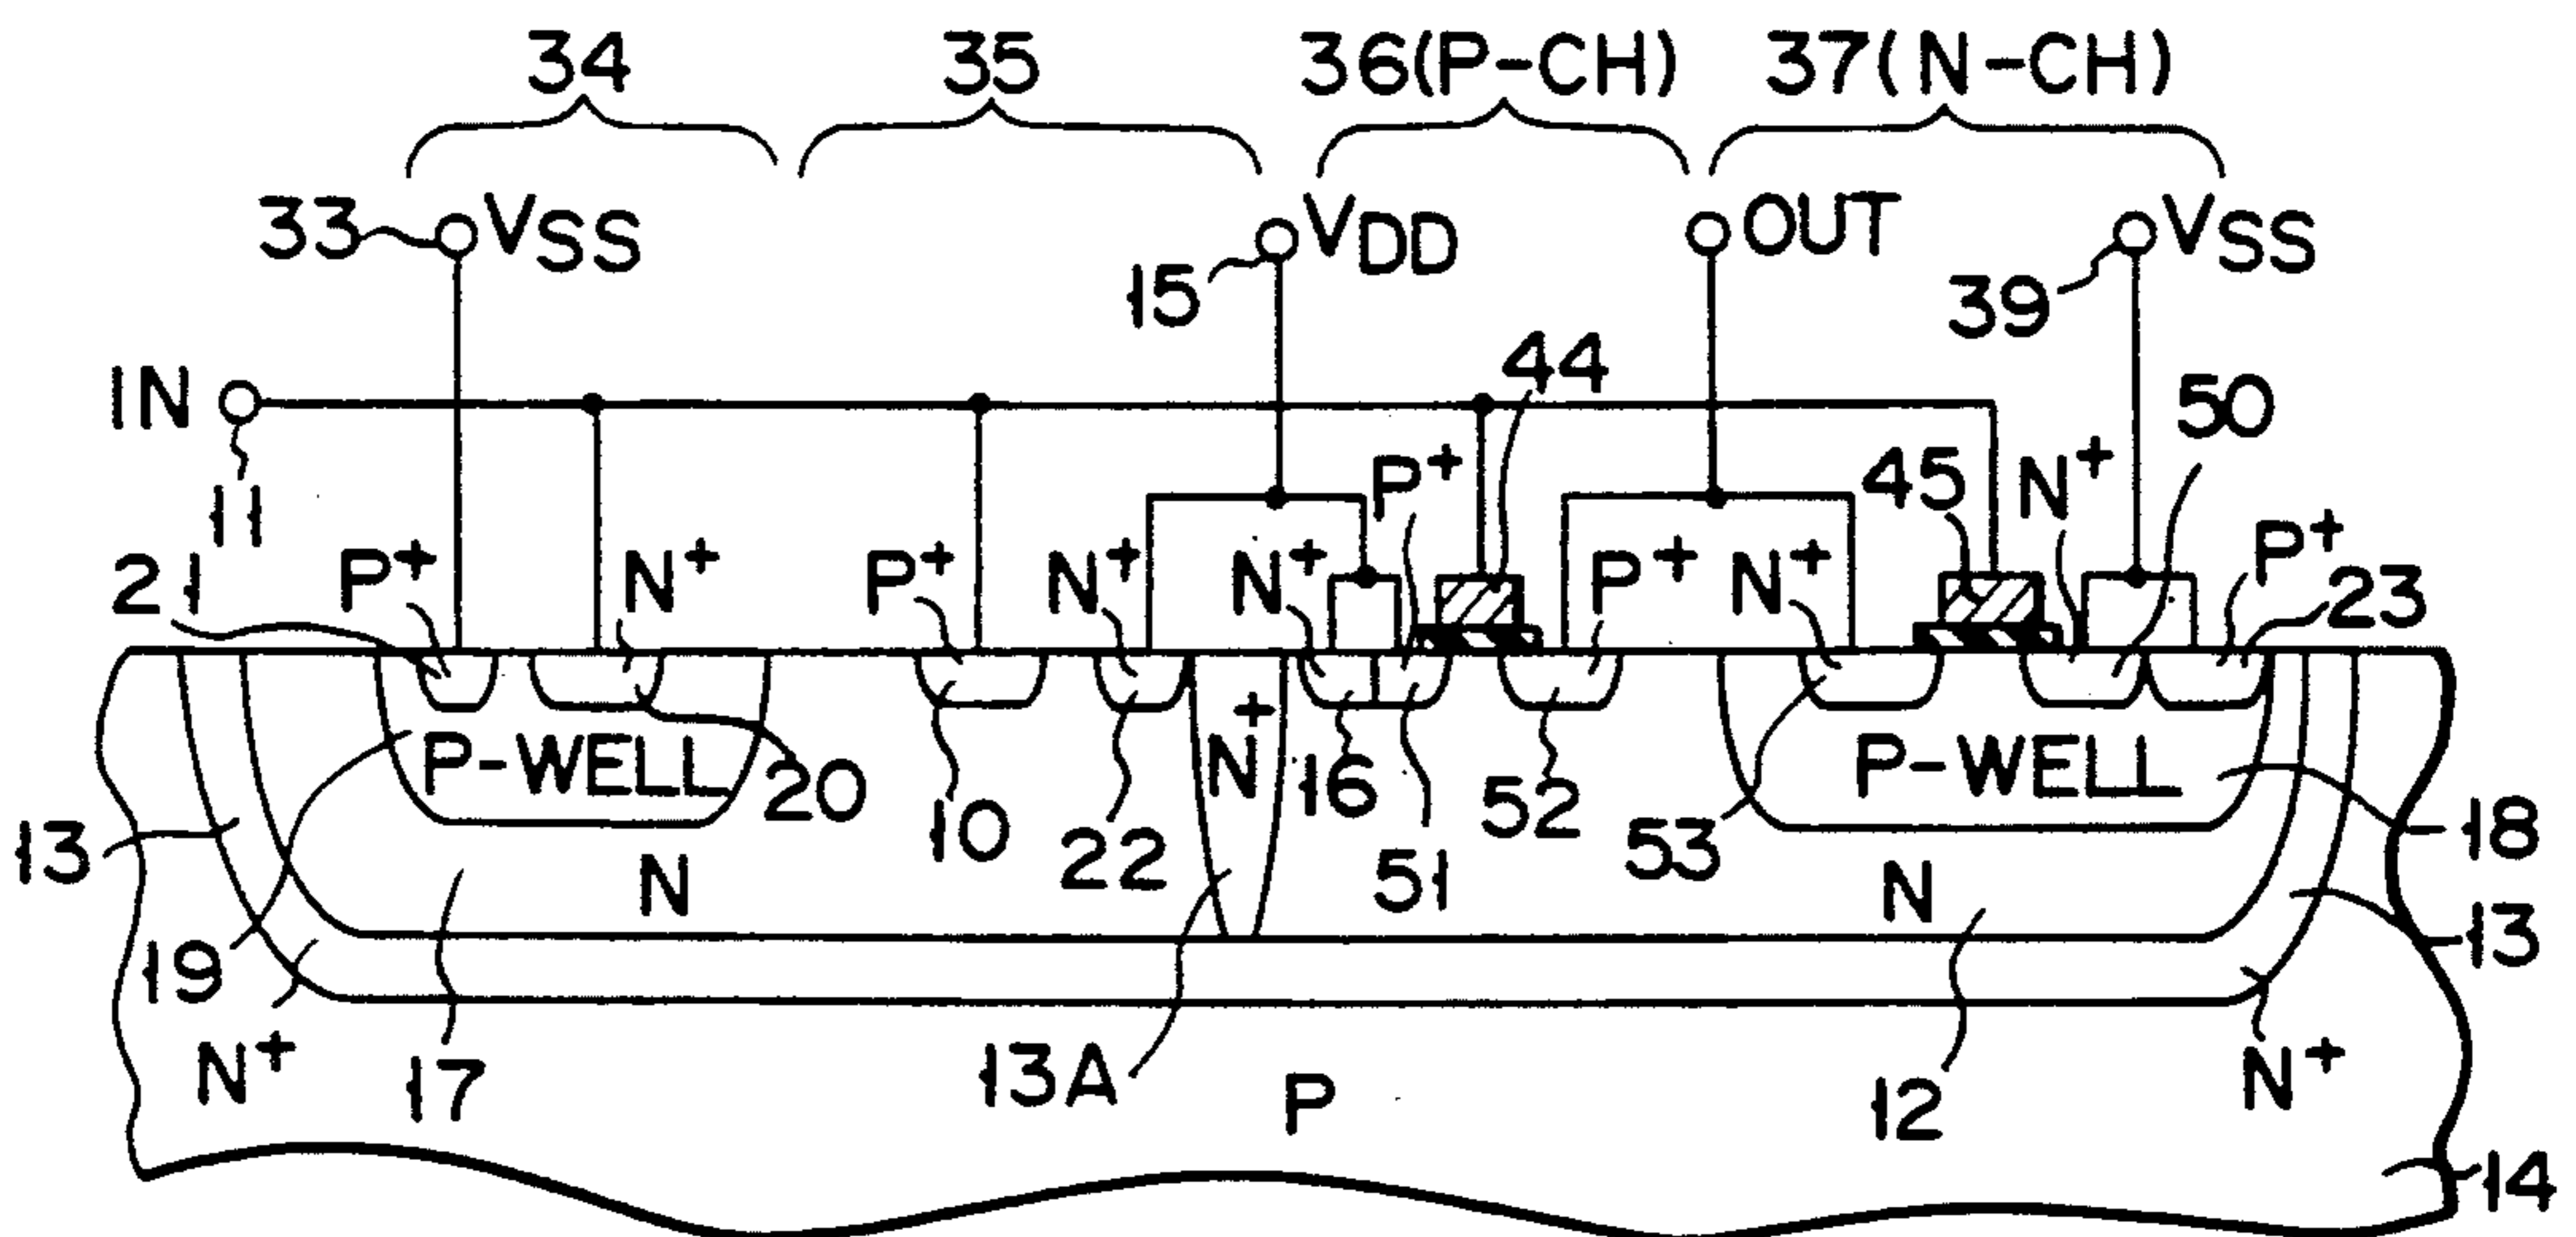 34 35 36(P-CH) 37(N-CH)
33 VSS VDD OUT VSS
15 39
44
IN 50
P+ 45 N+
11
21 P+ N+ P+ N+ N+ P+ N+ P+ 23
P-WELL 20 N+ 16 P-WELL
10 22 51 52 53 18
13 N N
19 13
N+ 17 13A P 12 N+
14